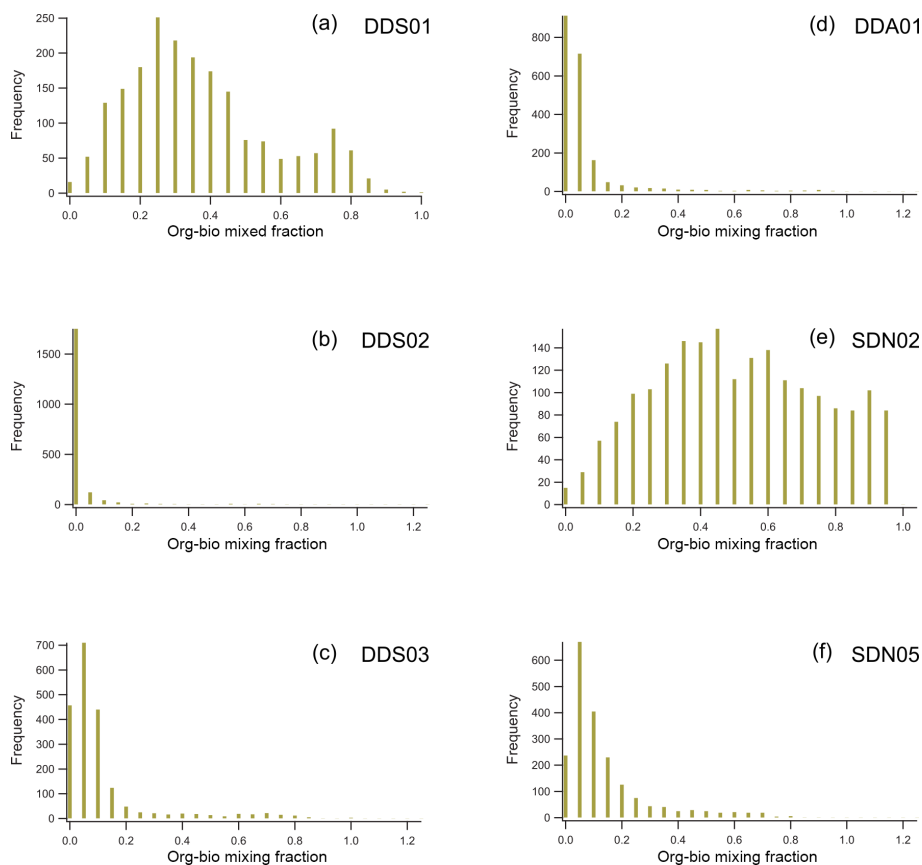 (a) DDS01
250
200
150
100
50
0
Frequency
0.0 0.2 0.4 0.6 0.8 1.0
Org-bio mixed fraction
(d) DDA01
800
600
400
200
0
Frequency
0.0 0.2 0.4 0.6 0.8 1.0 1.2
Org-bio mixing fraction
(b) DDS02
1500
1000
500
0
Frequency
0.0 0.2 0.4 0.6 0.8 1.0 1.2
Org-bio mixing fraction
(e) SDN02
140
120
100
80
60
40
20
0
Frequency
0.0 0.2 0.4 0.6 0.8 1.0
Org-bio mixing fraction
(c) DDS03
700
600
500
400
300
200
100
0
Frequency
0.0 0.2 0.4 0.6 0.8 1.0 1.2
Org-bio mixing fraction
(f) SDN05
600
500
400
300
200
100
0
Frequency
0.0 0.2 0.4 0.6 0.8 1.0 1.2
Org-bio mixing fraction